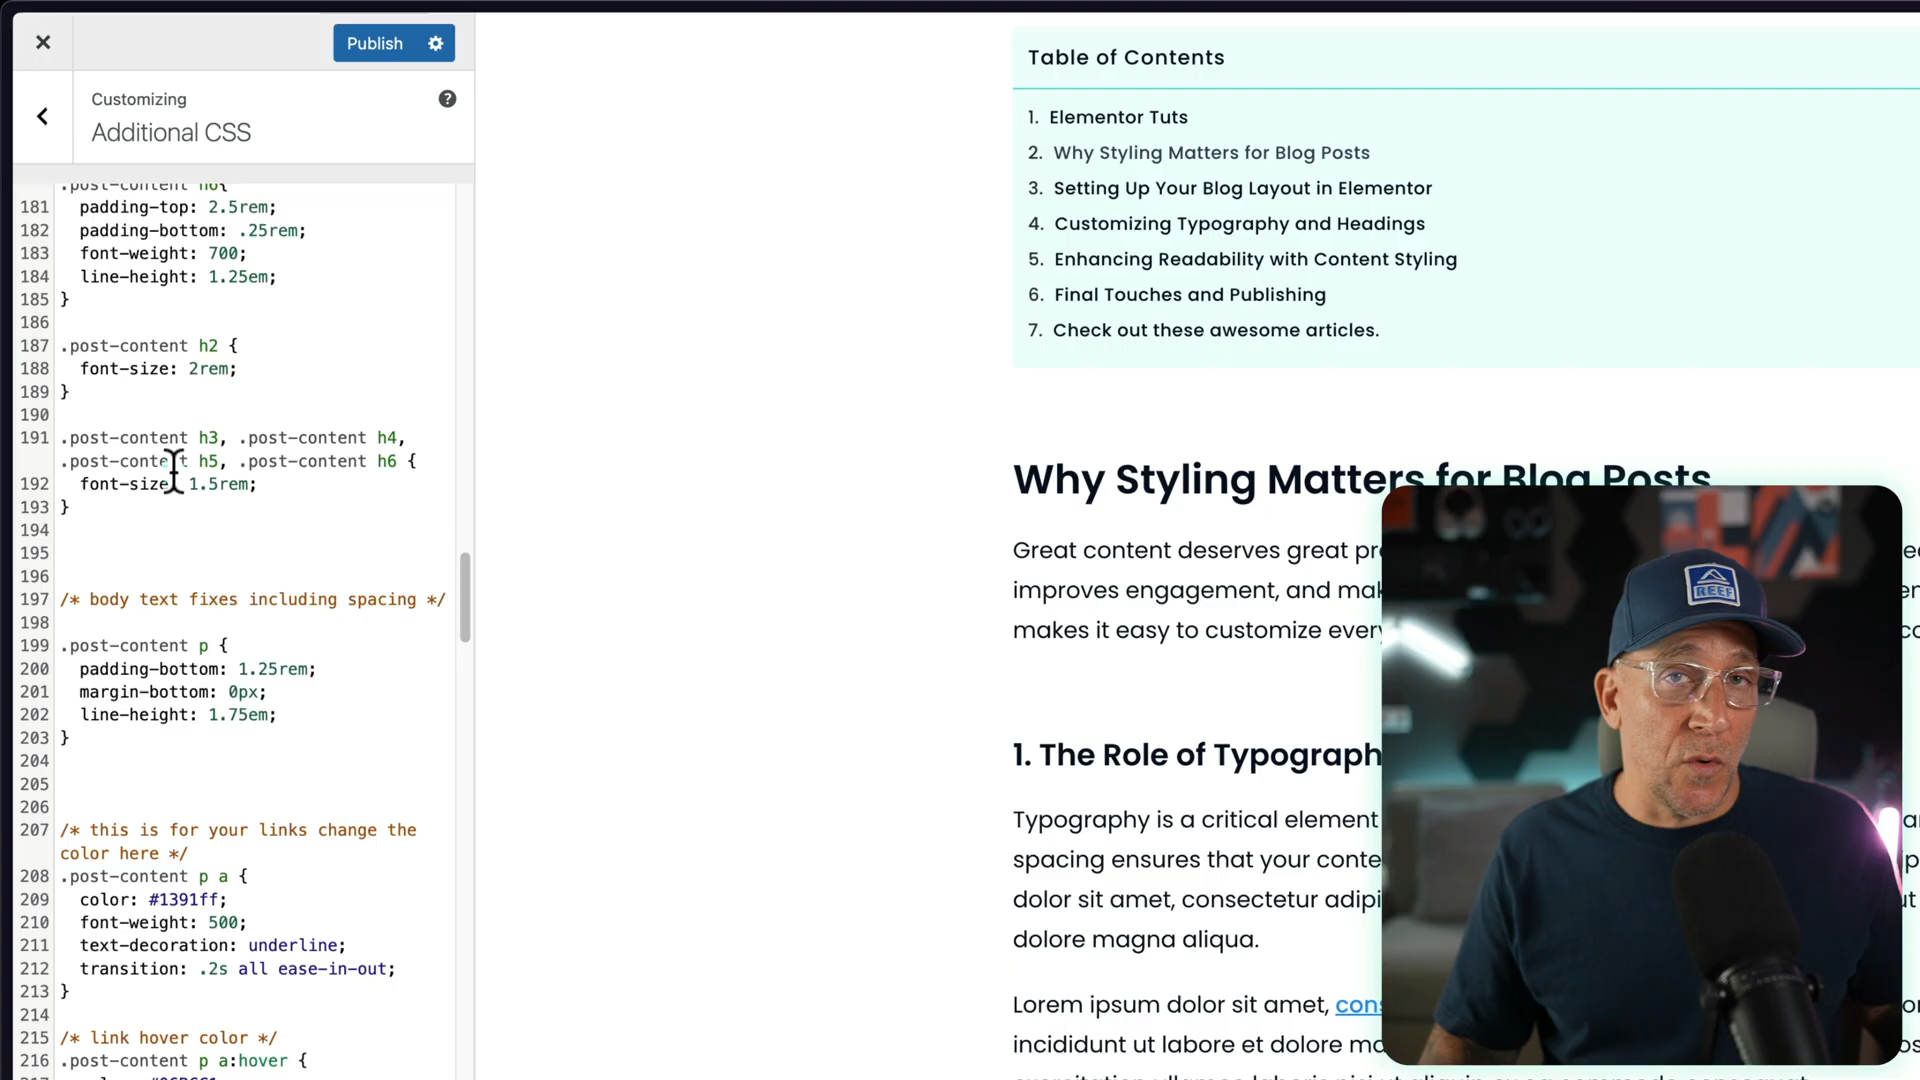 Publish
Customizing
Additional CSS
.post-content h6{
181 padding-top: 2.5rem;
182 padding-bottom: .25rem;
183 font-weight: 700;
184 line-height: 1.25em;
185 }
186
187 .post-content h2 {
188 font-size: 2rem;
189 }
190
191 .post-content h3, .post-content h4,
.post-content h5, .post-content h6 {
192 font-size: 1.5rem;
193 }
194
195
196
197 /* body text fixes including spacing */
198
199 .post-content p {
200 padding-bottom: 1.25rem;
201 margin-bottom: 0px;
202 line-height: 1.75em;
203 }
204
205
206
207 /* this is for your links change the
color here */
208 .post-content p a {
209 color: #1391ff;
210 font-weight: 500;
211 text-decoration: underline;
212 transition: .2s all ease-in-out;
213 }
214
215 /* link hover color */
216 .post-content p a:hover {
Table of Contents
1. Elementor Tuts
2. Why Styling Matters for Blog Posts
3. Setting Up Your Blog Layout in Elementor
4. Customizing Typography and Headings
5. Enhancing Readability with Content Styling
6. Final Touches and Publishing
7. Check out these awesome articles.
Why Styling Matters for Blog Posts
Great content deserves great
improves engagement, and
makes it easy to customize
1. The Role of
Typography is a critical element
spacing ensures that your
dolor sit amet, consectetur
dolore magna aliqua.
Lorem ipsum dolor sit amet,
incididunt ut labore et dolore
REEF